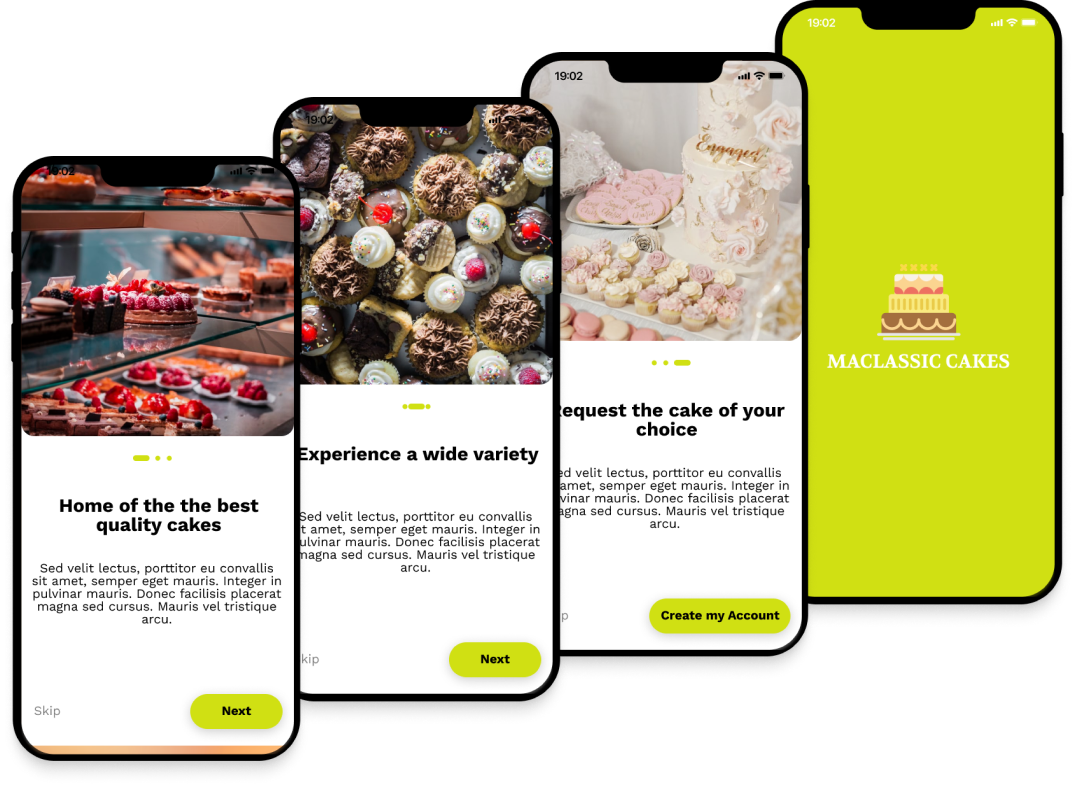 19:02
Home of the the best
quality cakes
Sed velit lectus, porttitor eu convallis
sit amet, semper eget mauris. Integer in
pulvinar mauris. Donec facilisis placerat
magna sed cursus. Mauris vel tristique
arcu.
Skip
Next
19:02
Experience a wide variety
Sed velit lectus, porttitor eu convallis
t amet, semper eget mauris. Integer in
ulvinar mauris. Donec facilisis placerat
magna sed cursus. Mauris vel tristique
arcu.
kip
Next
19:02
Engaged
equest the cake of your
choice
ed velit lectus, porttitor eu convallis
amet, semper eget mauris. Integer in
vinar mauris. Donec facilisis placerat
agna sed cursus. Mauris vel tristique
arcu.
p
Create my Account
19:02
MACLASSIC CAKES